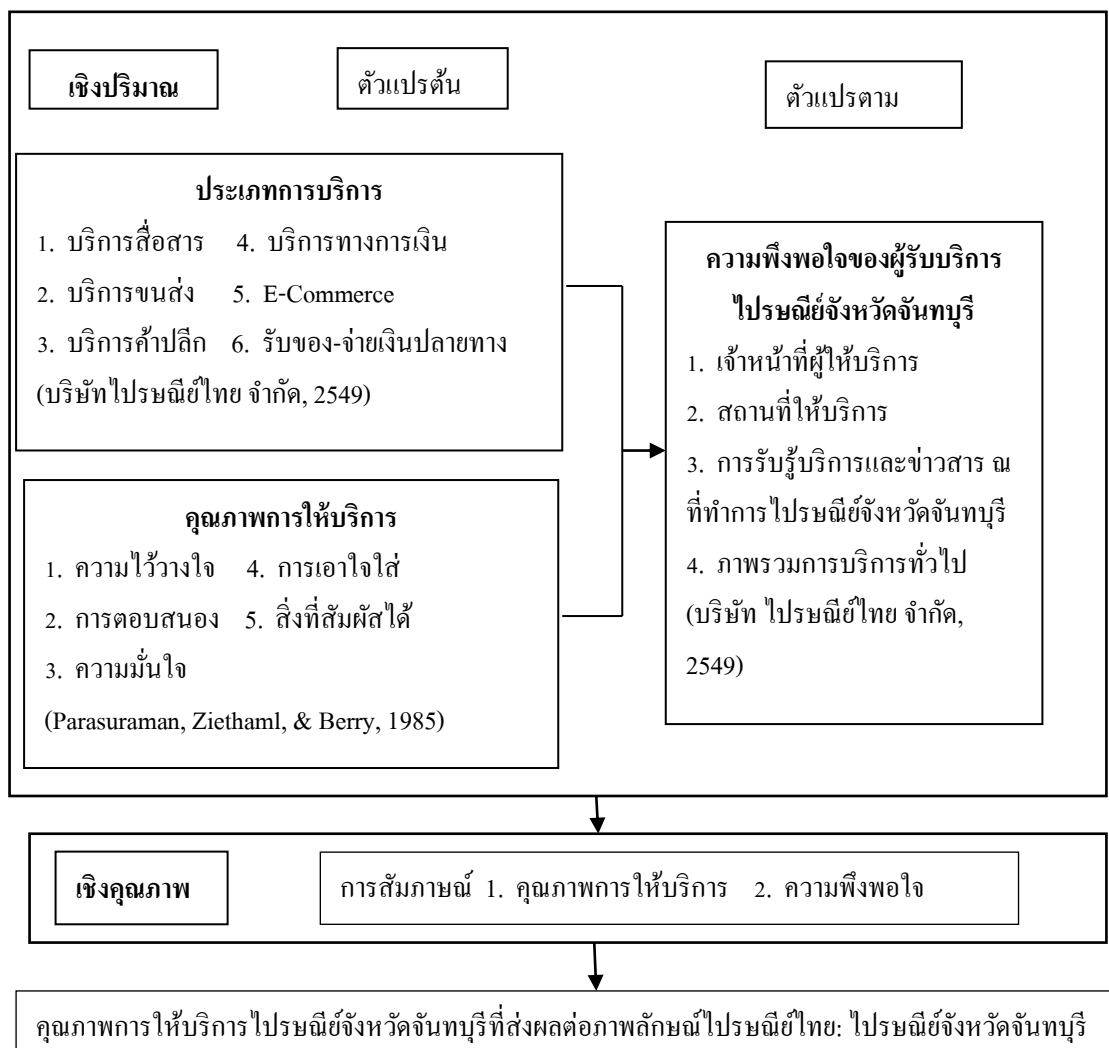 เชิงปริมาณ
ตัวแปรต้น
ตัวแปรตาม
ประเภทการบริการ
1. บริการสื่อสาร 4. บริการทางการเงิน
2. บริการขนส่ง 5. E-Commerce
3. บริการค้าปลีก 6. รับของ-จ่ายเงินปลายทาง
(บริษัทไปรษณีย์ไทย จำกัด, 2549)
คุณภาพการให้บริการ
1. ความไว้วางใจ 4. การเอาใจใส่
2. การตอบสนอง 5. สิ่งที่สัมผัสได้
3. ความมั่นใจ
(Parasuraman, Ziethaml, & Berry, 1985)
ความพึงพอใจของผู้รับบริการ
ไปรษณีย์จังหวัดจันทบุรี
1. เจ้าหน้าที่ผู้ให้บริการ
2. สถานที่ให้บริการ
3. การรับรู้บริการและข่าวสาร ณ
ที่ทำการไปรษณีย์จังหวัดจันทบุรี
4. ภาพรวมการบริการทั่วไป
(บริษัท ไปรษณีย์ไทย จำกัด,
2549)
เชิงคุณภาพ
การสัมภาษณ์ 1. คุณภาพการให้บริการ 2. ความพึงพอใจ
คุณภาพการให้บริการไปรษณีย์จังหวัดจันทบุรีที่ส่งผลต่อภาพลักษณ์ไปรษณีย์ไทย: ไปรษณีย์จังหวัดจันทบุรี